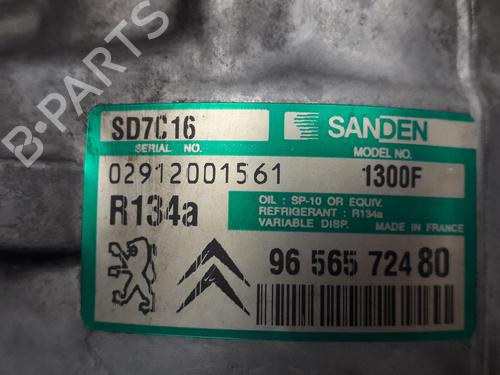 SD7C16
SANDEN
SERIAL NO.
MODEL NO.
02912001561
1300F
R134a
OIL : SP-10 OR EQUIV.
REFRIGERANT : R134a
VARIABLE DISP. MADE IN FRANCE
96 565 724 80
B-PARTS